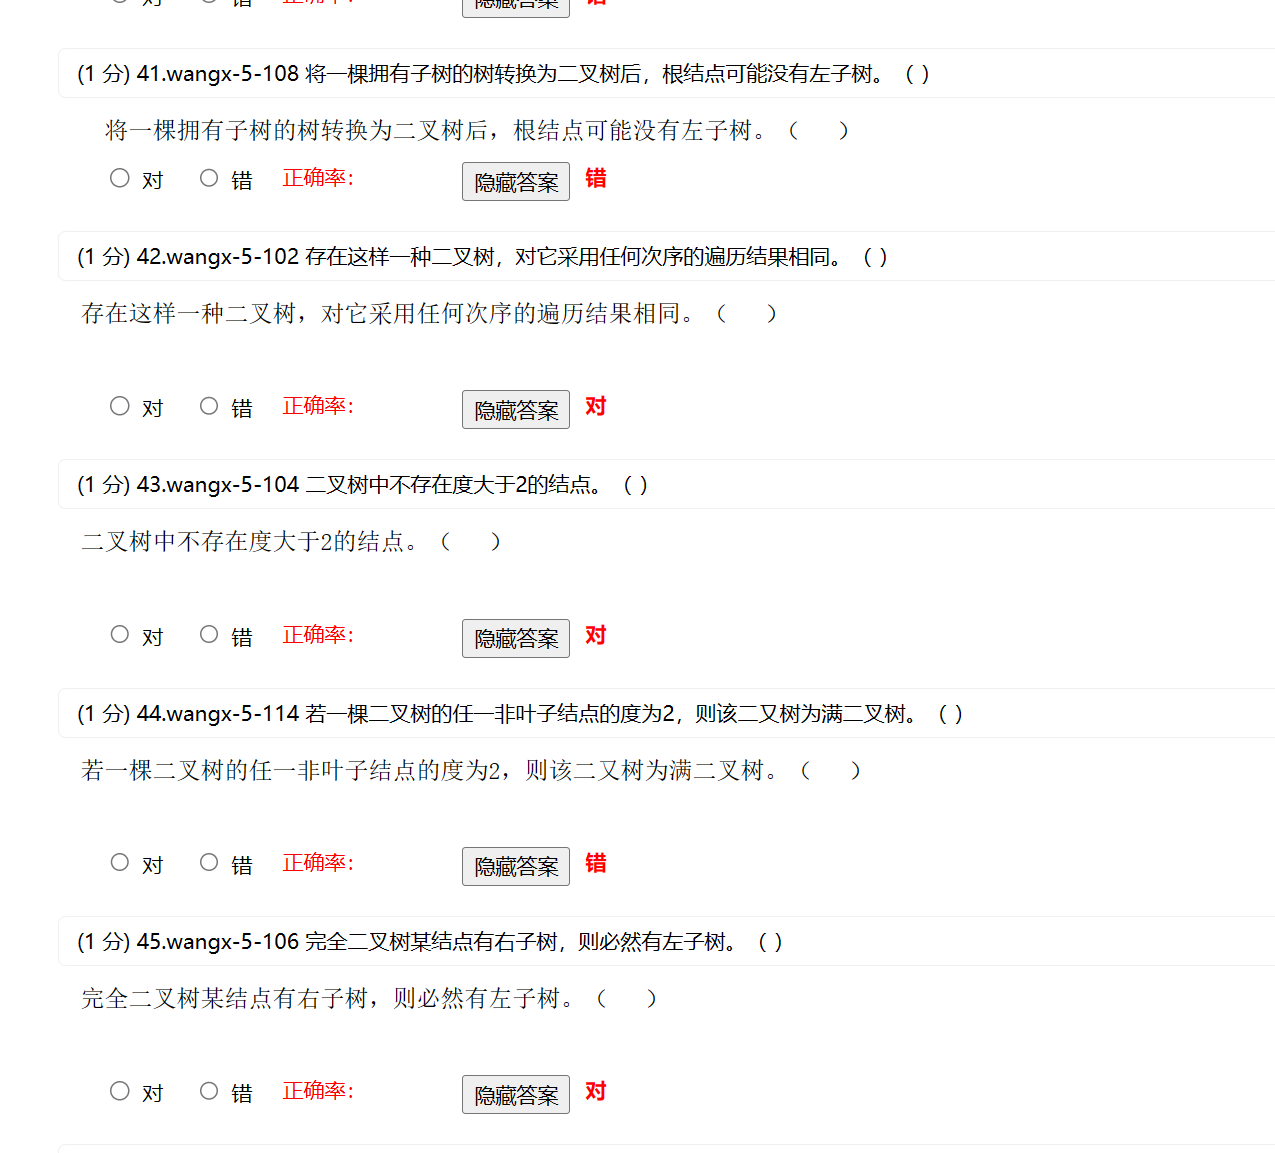 对 错 正确率: 隐藏答案 错
(1 分) 41.wangx-5-108 将一棵拥有子树的树转换为二叉树后，根结点可能没有左子树。（ ）
将一棵拥有子树的树转换为二叉树后，根结点可能没有左子树。（ ）
对 错 正确率: 隐藏答案 错
(1 分) 42.wangx-5-102 存在这样一种二叉树，对它采用任何次序的遍历结果相同。（ ）
存在这样一种二叉树，对它采用任何次序的遍历结果相同。（ ）
对 错 正确率: 隐藏答案 对
(1 分) 43.wangx-5-104 二叉树中不存在度大于2的结点。（ ）
二叉树中不存在度大于2的结点。（ ）
对 错 正确率: 隐藏答案 对
(1 分) 44.wangx-5-114 若一棵二叉树的任一非叶子结点的度为2，则该二又树为满二叉树。（ ）
若一棵二叉树的任一非叶子结点的度为2，则该二又树为满二叉树。（ ）
对 错 正确率: 隐藏答案 错
(1 分) 45.wangx-5-106 完全二叉树某结点有右子树，则必然有左子树。（ ）
完全二叉树某结点有右子树，则必然有左子树。（ ）
对 错 正确率: 隐藏答案 对